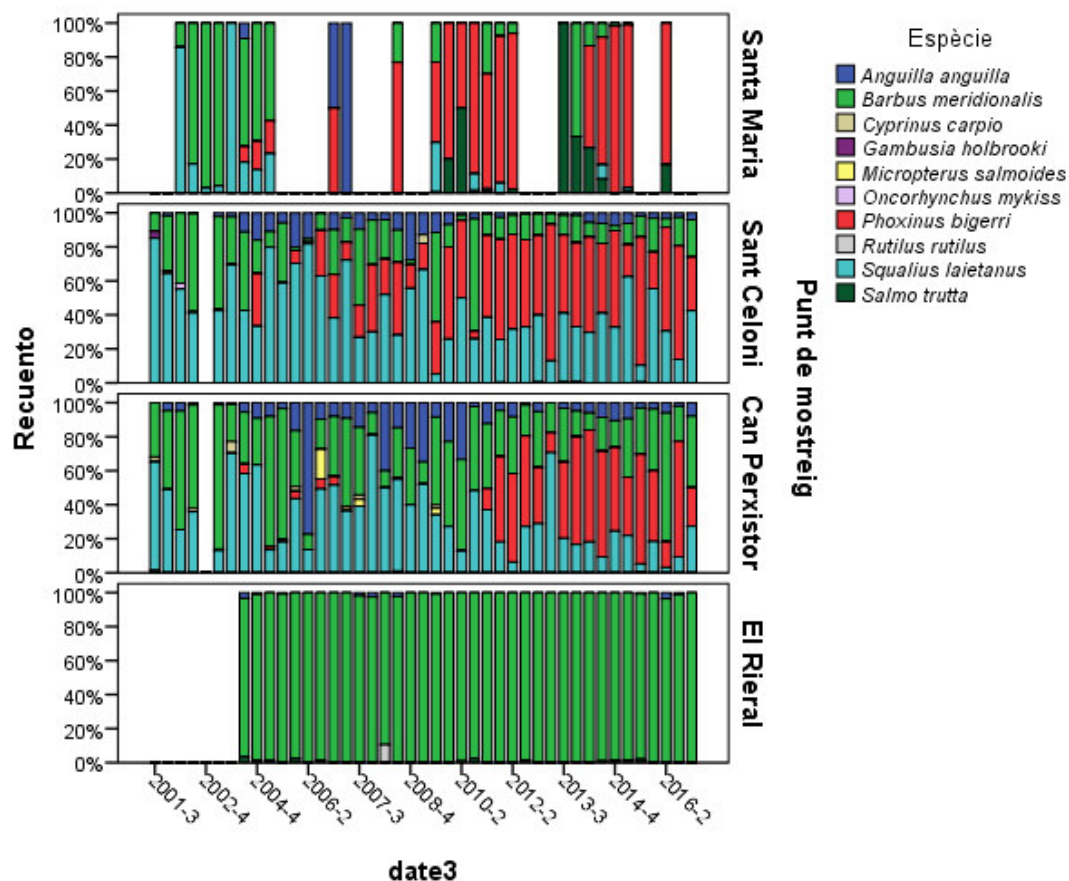 Recuento
100%
80%
60%
40%
20%
0%
Santa Maria
100%
80%
60%
40%
20%
0%
Sant Celoni
100%
80%
60%
40%
20%
0%
Can Perxistor
100%
80%
60%
40%
20%
0%
El Rieral
Punt de mostreig
2001-3
2002-4
2004-4
2006-2
2007-3
2008-4
2010-2
2012-2
2013-3
2014-4
2016-2
date3
Espècie
Anguilla anguilla
Barbus meridionalis
Cyprinus carpio
Gambusia holbrooki
Micropterus salmoides
Oncorhynchus mykiss
Phoxinus bigerri
Rutilus rutilus
Squalius laietanus
Salmo trutta